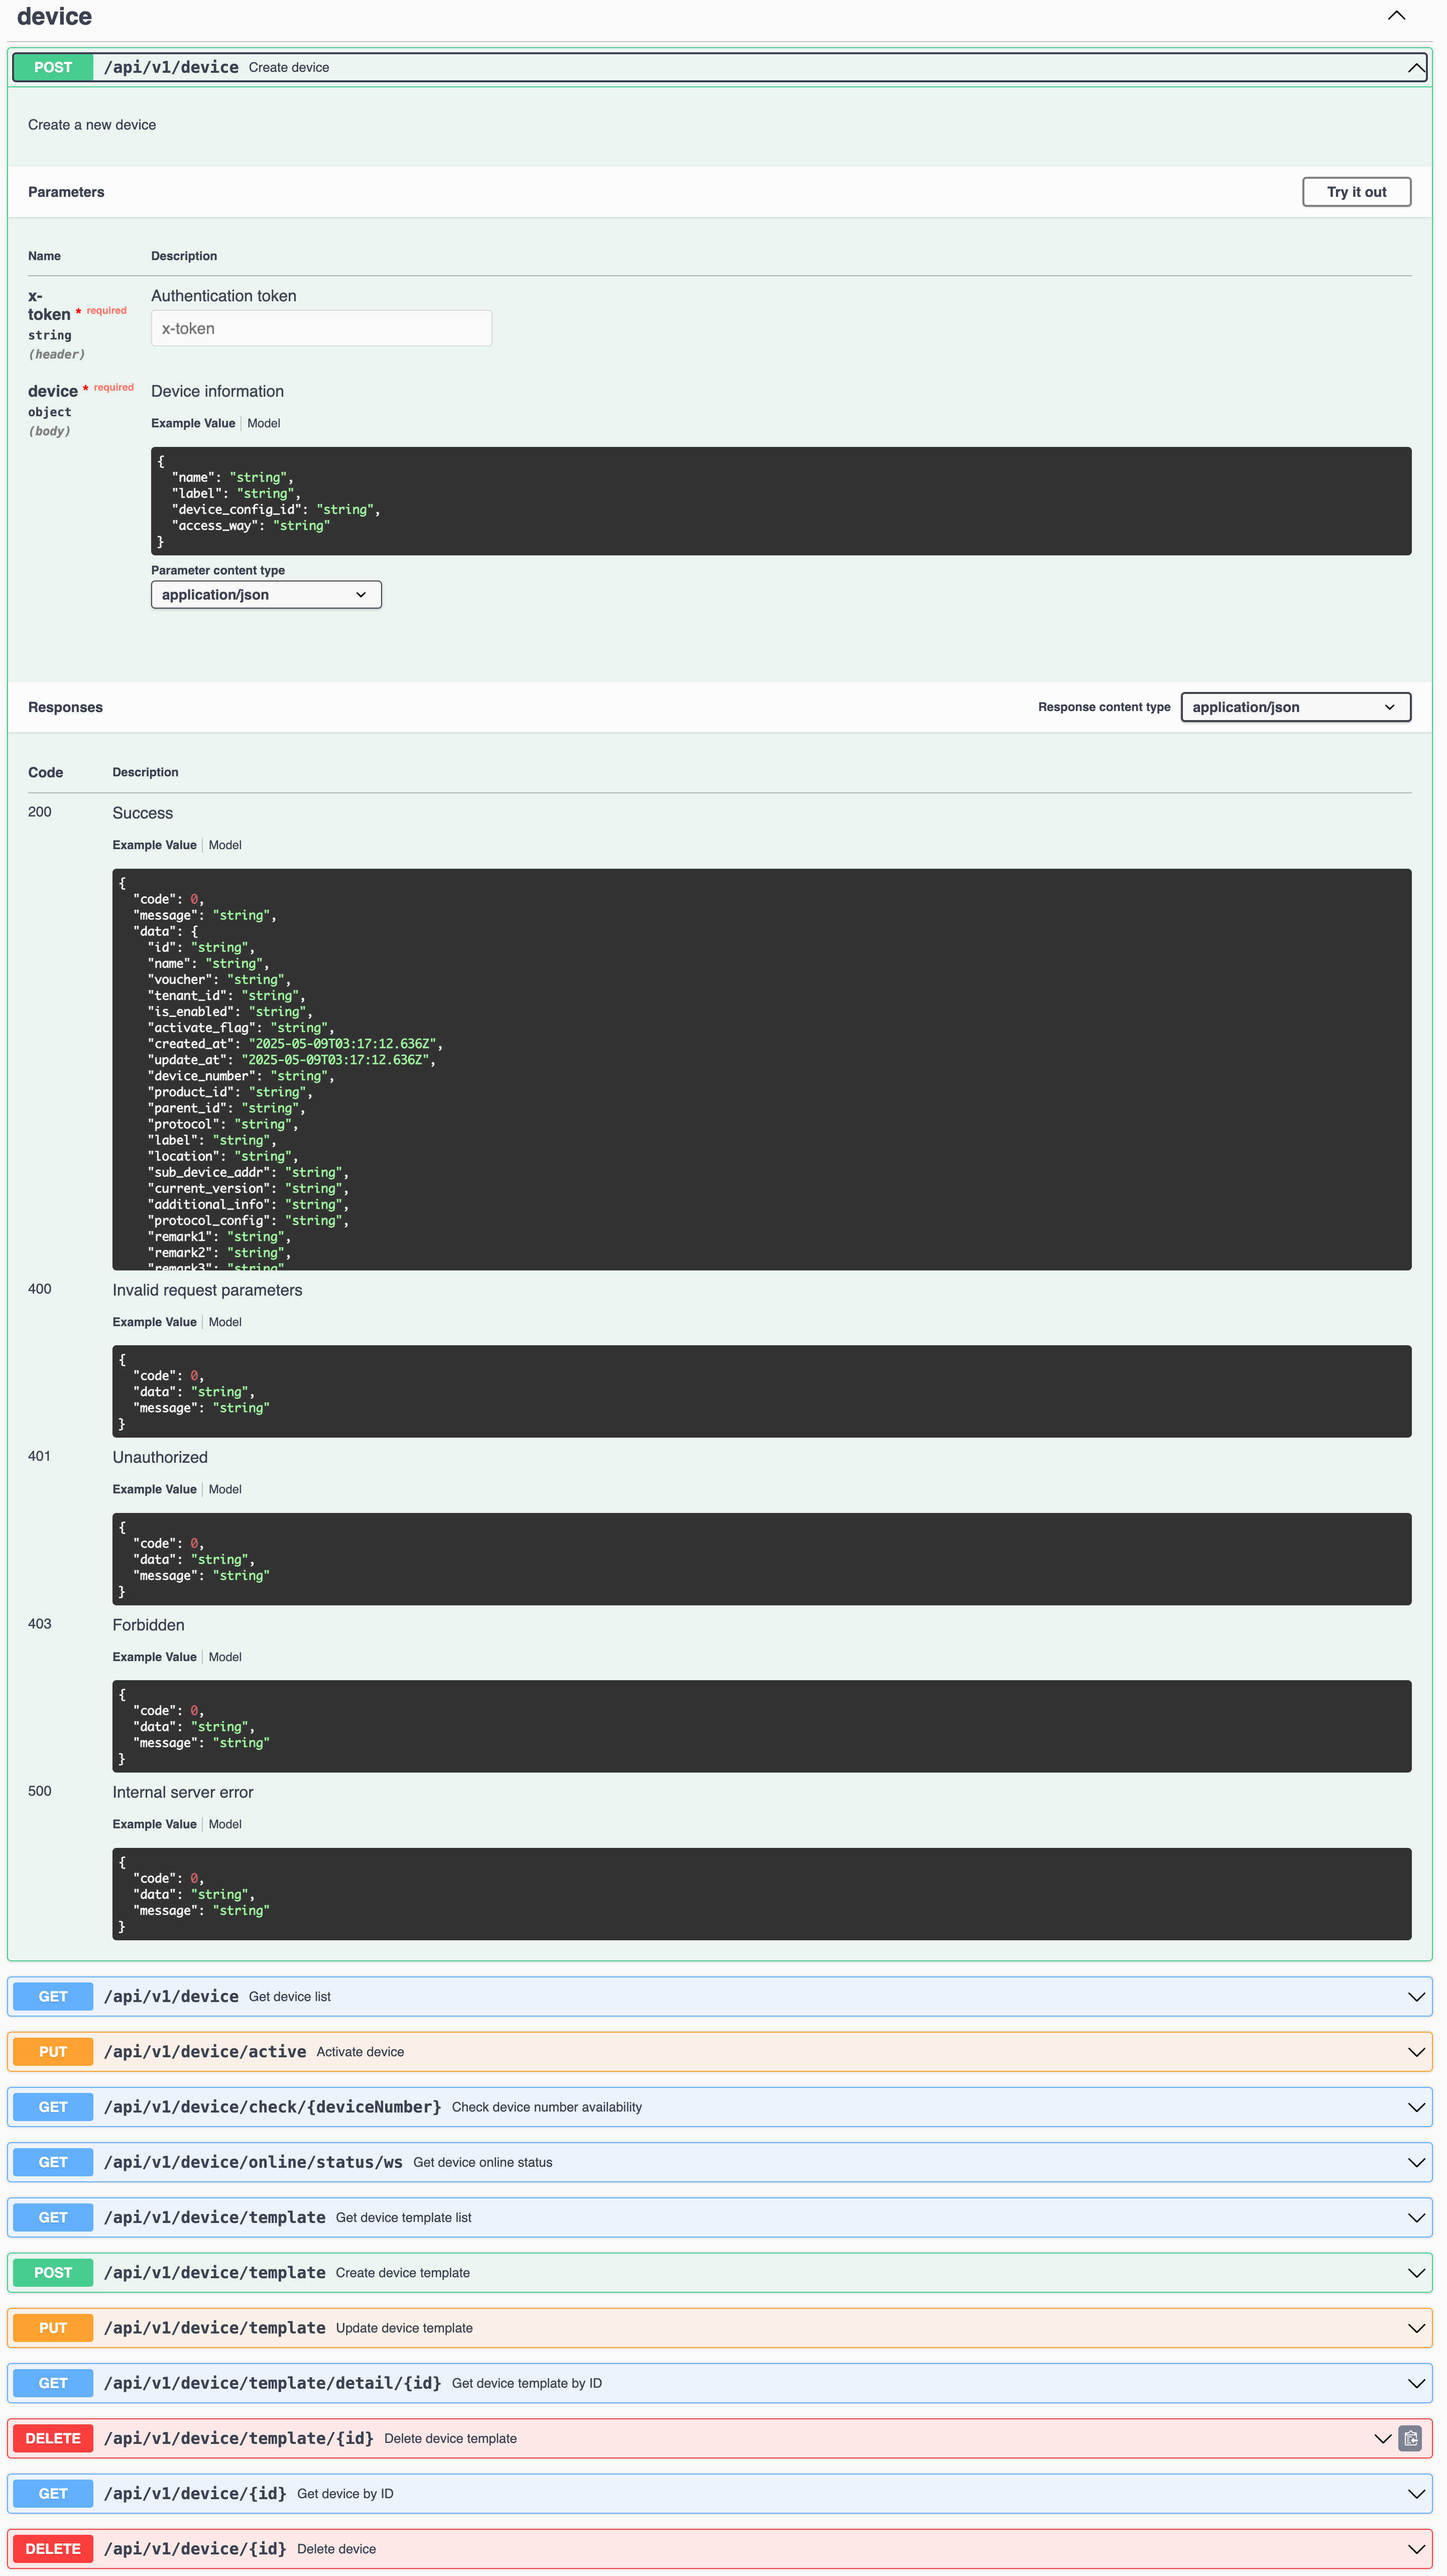 device
POST /api/v1/device Create device
Create a new device
Parameters Try it out
Name Description
x-token * required Authentication token
string x-token
(header)
device * required Device information
object
(body)
Example Value Model
{
"name": "string",
"label": "string",
"device_config_id": "string",
"access_way": "string"
}
Parameter content type
application/json
Responses Response content type application/json
Code Description
200 Success
Example Value Model
{
"code": 0,
"message": "string",
"data": {
"id": "string",
"name": "string",
"voucher": "string",
"tenant_id": "string",
"is_enabled": "string",
"activate_flag": "string",
"created_at": "2025-05-09T03:17:12.636Z",
"update_at": "2025-05-09T03:17:12.636Z",
"device_number": "string",
"product_id": "string",
"parent_id": "string",
"protocol": "string",
"label": "string",
"location": "string",
"sub_device_addr": "string",
"current_version": "string",
"additional_info": "string",
"protocol_config": "string",
"remark1": "string",
"remark2": "string",
"remark3": "string"
400 Invalid request parameters
Example Value Model
{
"code": 0,
"data": "string",
"message": "string"
}
401 Unauthorized
Example Value Model
{
"code": 0,
"data": "string",
"message": "string"
}
403 Forbidden
Example Value Model
{
"code": 0,
"data": "string",
"message": "string"
}
500 Internal server error
Example Value Model
{
"code": 0,
"data": "string",
"message": "string"
}
GET /api/v1/device Get device list
PUT /api/v1/device/active Activate device
GET /api/v1/device/check/{deviceNumber} Check device number availability
GET /api/v1/device/online/status/ws Get device online status
GET /api/v1/device/template Get device template list
POST /api/v1/device/template Create device template
PUT /api/v1/device/template Update device template
GET /api/v1/device/template/detail/{id} Get device template by ID
DELETE /api/v1/device/template/{id} Delete device template
GET /api/v1/device/{id} Get device by ID
DELETE /api/v1/device/{id} Delete device